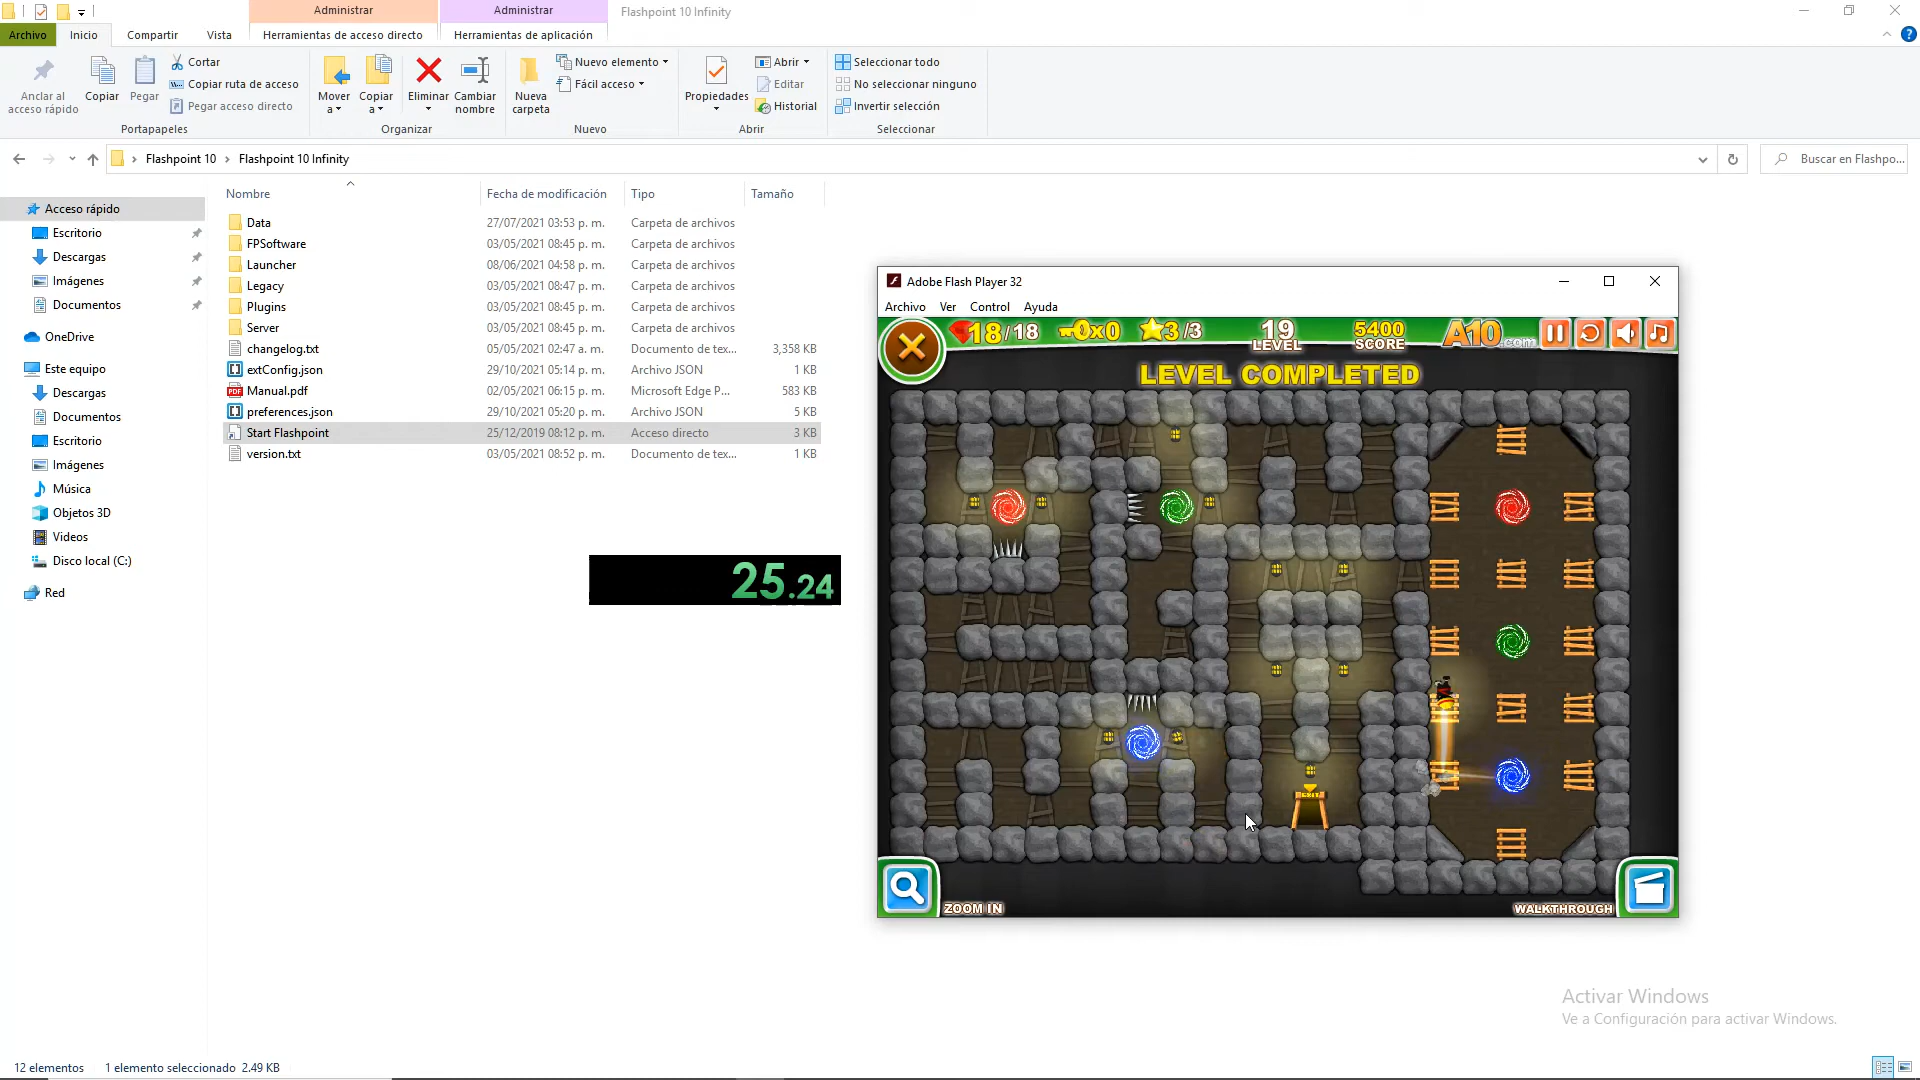 Administrar
Administrar
Flashpoint 10 Infinity
Archivo
Inicio
Compartir
Vista
Herramientas de acceso directo
Herramientas de aplicación
Anclar al
acceso rápido
Copiar
Pegar
Cortar
Copiar ruta de acceso
Pegar acceso directo
Portapapeles
Mover
a
Copiar
a
Eliminar
Cambiar
nombre
Organizar
Nueva
carpeta
Nuevo elemento
Fácil acceso
Nuevo
Propiedades
Abrir
Editar
Historial
Abrir
Seleccionar todo
No seleccionar ninguno
Invertir selección
Seleccionar
Flashpoint 10 › Flashpoint 10 Infinity
Buscar en Flashpo...
Nombre Fecha de modificación Tipo Tamaño
Acceso rápido
Escritorio
Descargas
Imágenes
Documentos
OneDrive
Este equipo
Descargas
Documentos
Escritorio
Imágenes
Música
Objetos 3D
Videos
Disco local (C:)
Red
Data 27/07/2021 03:53 p. m. Carpeta de archivos
FPSoftware 03/05/2021 08:45 p. m. Carpeta de archivos
Launcher 08/06/2021 04:58 p. m. Carpeta de archivos
Legacy 03/05/2021 08:47 p. m. Carpeta de archivos
Plugins 03/05/2021 08:45 p. m. Carpeta de archivos
Server 03/05/2021 08:45 p. m. Carpeta de archivos
changelog.txt 05/05/2021 02:47 a. m. Documento de tex... 3,358 KB
extConfig.json 29/10/2021 05:14 p. m. Archivo JSON 1 KB
Manual.pdf 02/05/2021 06:15 p. m. Microsoft Edge P... 583 KB
preferences.json 29/10/2021 05:20 p. m. Archivo JSON 5 KB
Start Flashpoint 25/12/2019 08:12 p. m. Acceso directo 3 KB
version.txt 03/05/2021 08:52 p. m. Documento de tex... 1 KB
25.24
Adobe Flash Player 32
Archivo Ver Control Ayuda
18/18
x0
3/3
19
LEVEL
5400
SCORE
A10.com
LEVEL COMPLETED
EXIT
ZOOM IN
WALKTHROUGH
Activar Windows
Ve a Configuración para activar Windows.
12 elementos
1 elemento seleccionado 2.49 KB